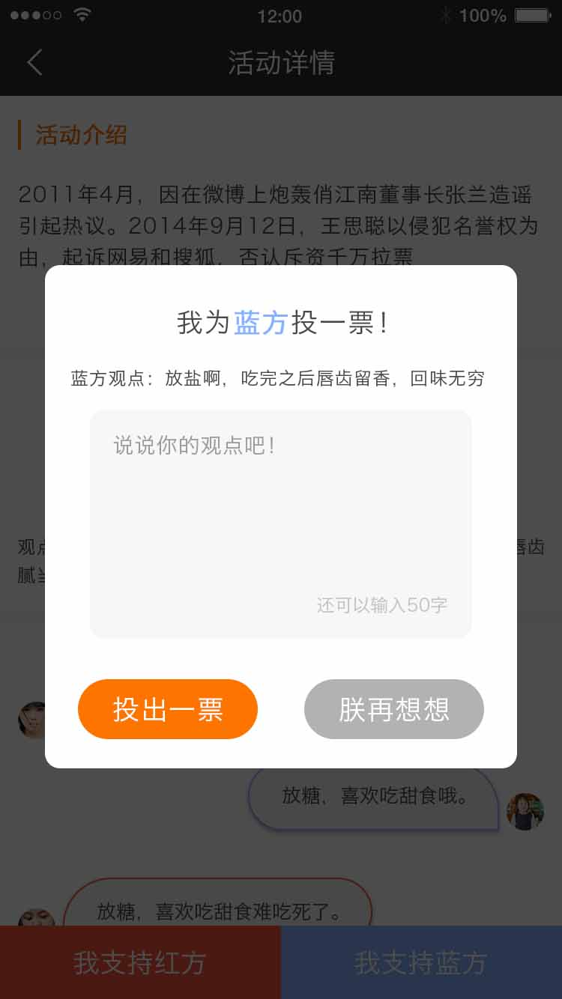 12:00
100%
活动详情
活动介绍
2011年4月，因在微博上炮轰俏江南董事长张兰造谣
引起热议。2014年9月12日，王思聪以侵犯名誉权为
由，起诉网易和搜狐，否认斥资千万拉票
我为蓝方投一票！
蓝方观点：放盐啊，吃完之后唇齿留香，回味无穷
说说你的观点吧！
还可以输入50字
观
唇齿
腻
投出一票
朕再想想
放糖，喜欢吃甜食哦。
放糖，喜欢吃甜食难吃死了。
我支持红方
我支持蓝方